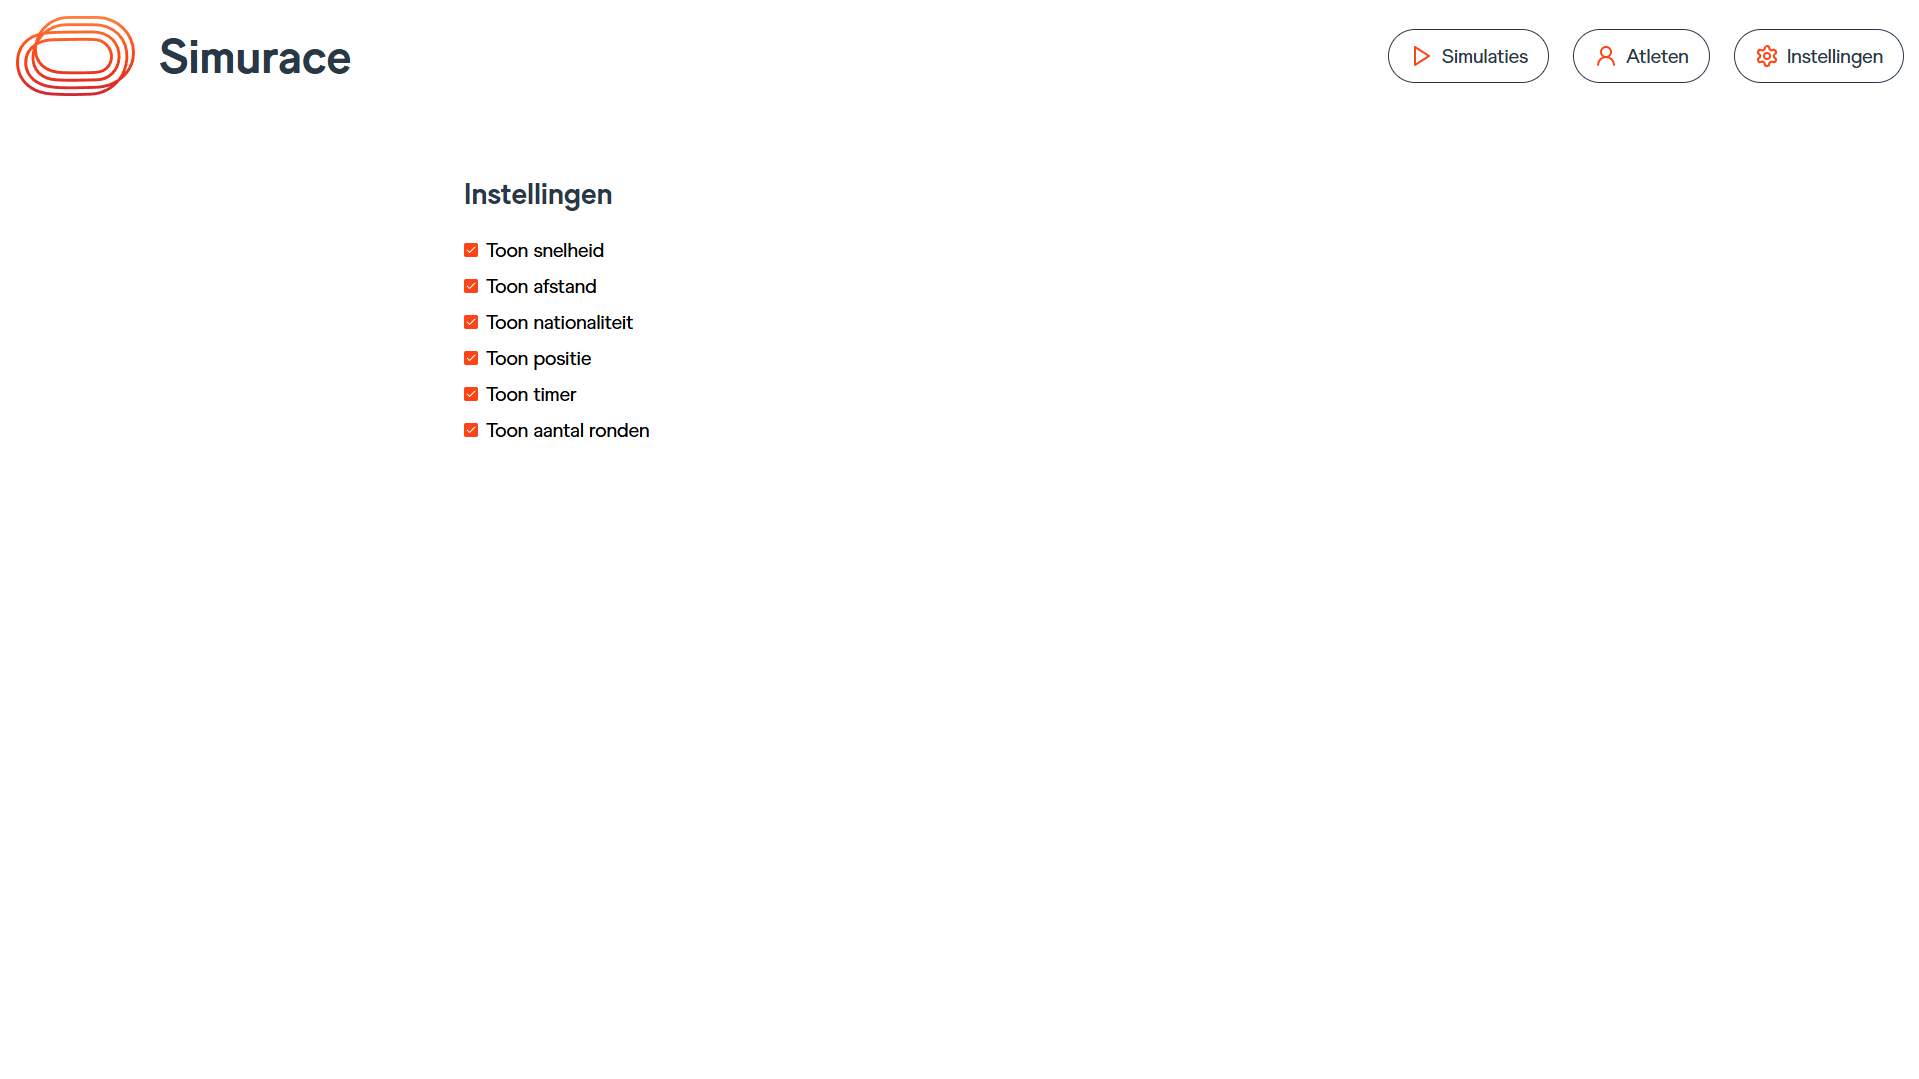 Simurace
Simulaties
Atleten
Instellingen
Instellingen
Toon snelheid
Toon afstand
Toon nationaliteit
Toon positie
Toon timer
Toon aantal ronden